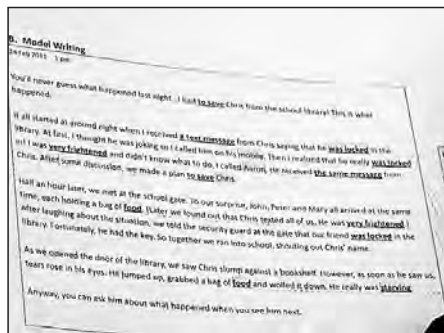 B. Model Writing
24 Feb 2011 1 pm
You'll never guess what happened last night. I had to save Chris from the school library! This is what
happened.
It all started at around eight when I received a text message from Chris saying that he was locked in the
library. At first, I thought he was joking so I called him on his mobile. Then I realised that he really was locked
in! I was very frightened and didn't know what to do. I called Aaron. He received the same message from
Chris. After some discussion, we made a plan to save Chris.
Half an hour later, we met at the school gate. To our surprise, John, Peter and Mary all arrived at the same
time, each holding a bag of food. (Later we found out that Chris texted all of us. He was very frightened.)
After laughing about the situation, we told the security guard at the gate that our friend was locked in the
library. Fortunately, he had the key. So together we ran into school, shouting out Chris' name.
As we opened the door of the library, we saw Chris slump against a bookshelf. However, as soon as he saw us,
tears rose in his eyes. He jumped up, grabbed a bag of food and wolfed it down. He really was starving.
Anyway, you can ask him about what happened when you see him next.